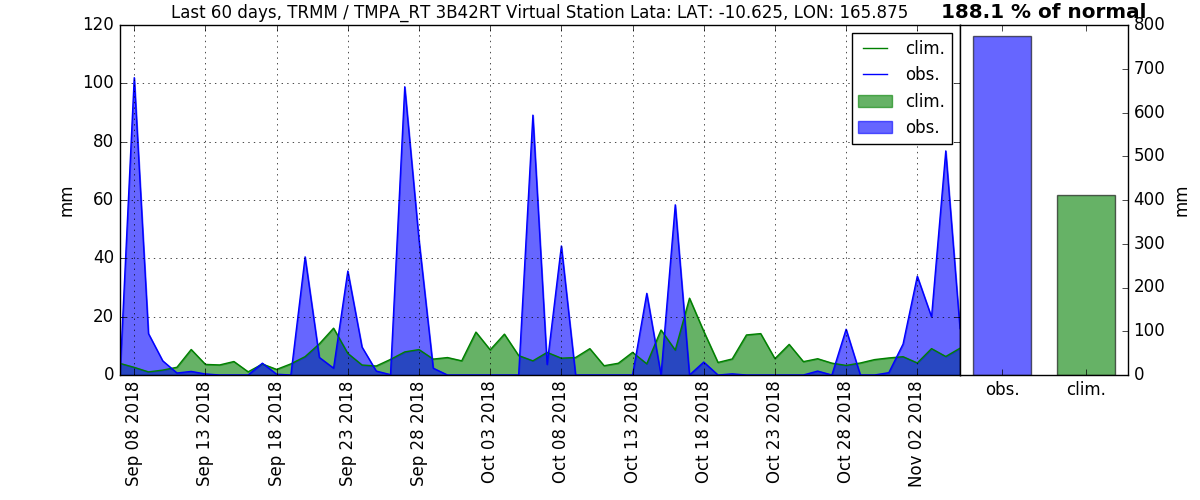 Last 60 days, TRMM / TMPA_RT 3B42RT Virtual Station Lata: LAT: -10.625, LON: 165.875
188.1 % of normal
mm
120
100
80
60
40
20
0
clim.
obs.
clim.
obs.
800
700
600
500
400
300
200
100
0
mm
Sep 08 2018
Sep 13 2018
Sep 18 2018
Sep 23 2018
Sep 28 2018
Oct 03 2018
Oct 08 2018
Oct 13 2018
Oct 18 2018
Oct 23 2018
Oct 28 2018
Nov 02 2018
obs.
clim.